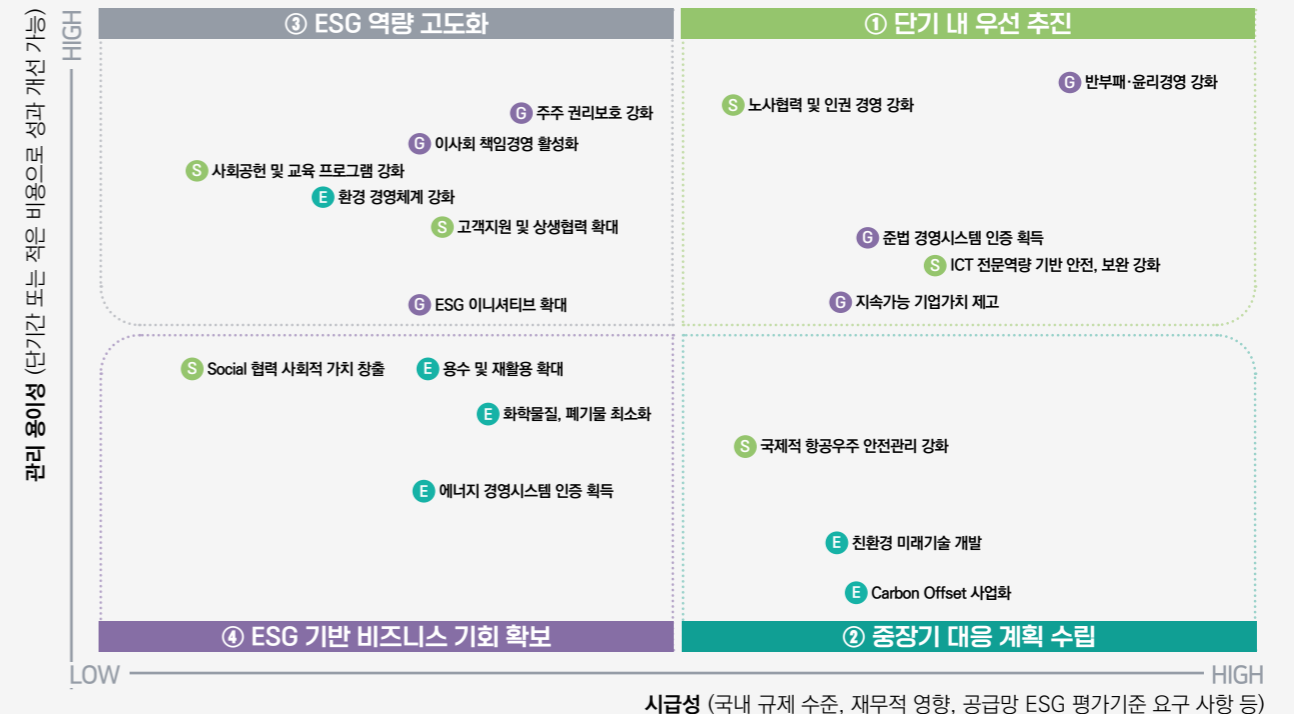 관리 용이성 (단기간 또는 적은 비용으로 성과 개선 가능)
HIGH
③ ESG 역량 고도화
G 주주 권리보호 강화
G 이사회 책임경영 활성화
S 사회공헌 및 교육 프로그램 강화
E 환경 경영체계 강화
S 고객지원 및 상생협력 확대
G ESG 이니셔티브 확대
① 단기 내 우선 추진
G 반부패·윤리경영 강화
S 노사협력 및 인권 경영 강화
G 준법 경영시스템 인증 획득
S ICT 전문역량 기반 안전, 보완 강화
G 지속가능 기업가치 제고
S Social 협력 사회적 가치 창출
E 용수 및 재활용 확대
E 화학물질, 폐기물 최소화
E 에너지 경영시스템 인증 획득
④ ESG 기반 비즈니스 기회 확보
S 국제적 항공우주 안전관리 강화
E 친환경 미래기술 개발
E Carbon Offset 사업화
② 중장기 대응 계획 수립
LOW
HIGH
시급성 (국내 규제 수준, 재무적 영향, 공급망 ESG 평가기준 요구 사항 등)